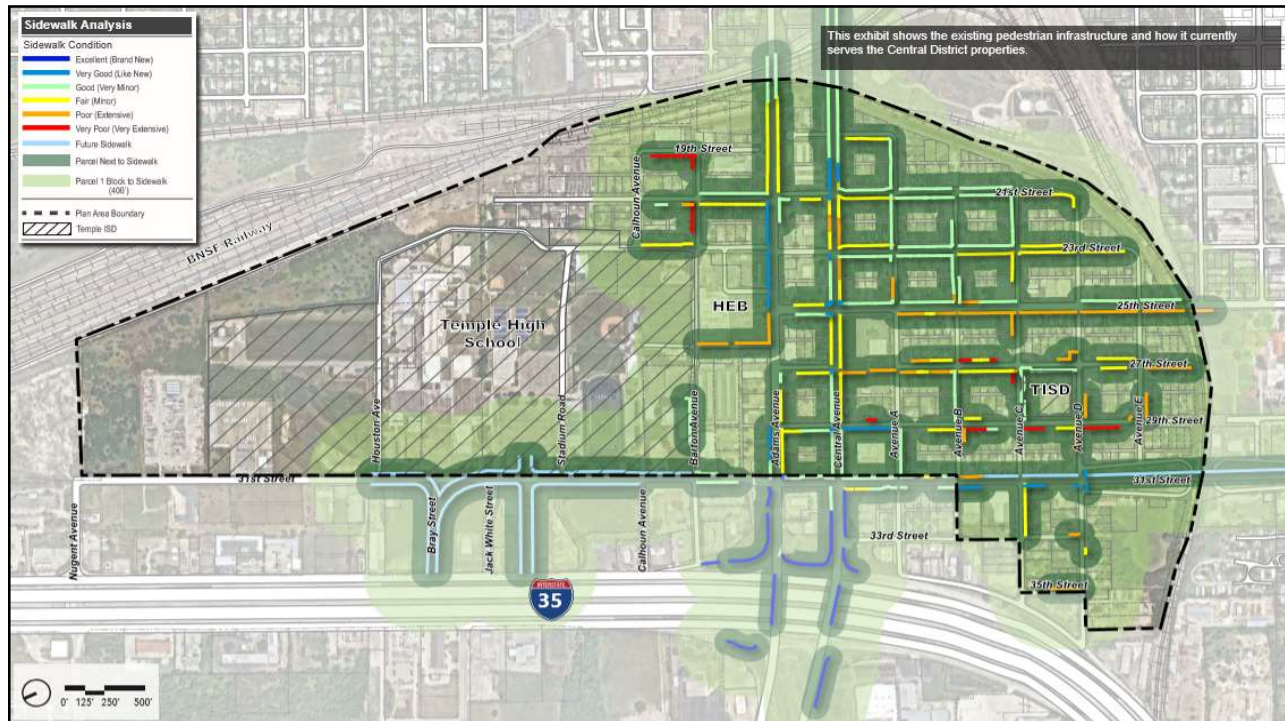 Sidewalk Analysis
Sidewalk Condition
Excellent (Brand New)
Very Good (Like New)
Good (Very Minor)
Fair (Minor)
Poor (Extensive)
Very Poor (Very Extensive)
Future Sidewalk
Parcel Next to Sidewalk
Parcel 1 Block to Sidewalk
(400')
Plan Area Boundary
Temple ISD
This exhibit shows the existing pedestrian infrastructure and how it currently
serves the Central District properties.
BNSF Railway
19th Street
Calhoun Avenue
21st Street
23rd Street
HEB
25th Street
Temple High
School
27th Street
TISD
29th Street
Houston Ave
Stadium Road
Barton Avenue
Adams Avenue
Central Avenue
Avenue A
Avenue B
Avenue C
Avenue D
Avenue E
31st Street
31st Street
Nugent Avenue
Bray Street
Jack White Street
Calhoun Avenue
33rd Street
35th Street
INTERSTATE
35
0' 125' 250' 500'